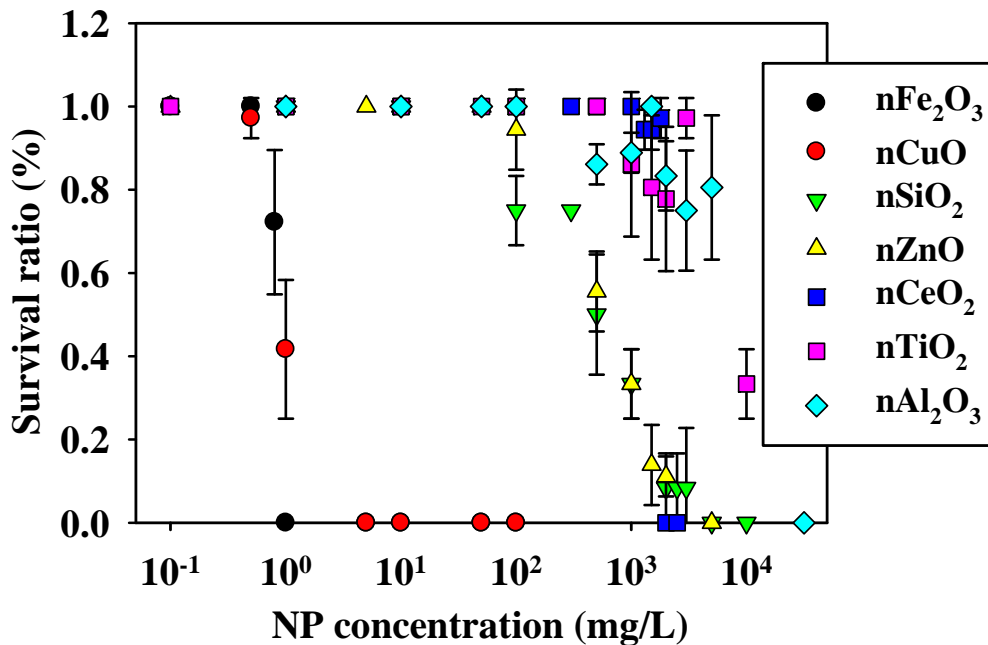 Survival ratio (%)
1.2
1.0
0.8
0.6
0.4
0.2
0.0
10⁻¹ 10⁰ 10¹ 10² 10³ 10⁴
NP concentration (mg/L)
nFe₂O₃
nCuO
nSiO₂
nZnO
nCeO₂
nTiO₂
nAl₂O₃